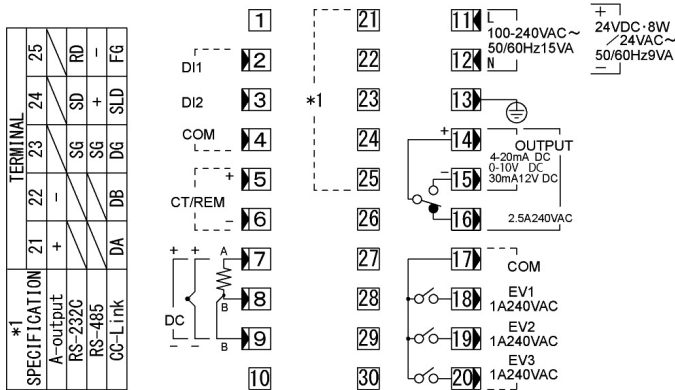 *1 TERMINAL
SPECIFICATION 21 22 23 24 25
A-output + -
RS-232C SG SD RD
RS-485 SG + -
CC-Link DA DB DG SLD FG
1
DI1 2
DI2 3
COM 4
+ 5
CT/REM
- 6
+ + A 7
B 8
DC
- - B 9
10
21
22
*1 23
24
25
26
27
28
29
30
11 L
100-240VAC~
50/60Hz15VA
12 N
+ 24VDC·8W
/24VAC~
- 50/60Hz9VA
13
+ 14 OUTPUT
4-20mA DC
0-10V DC
- 15 30mA12V DC
16 2.5A240VAC
17 COM
18 EV1
1A240VAC
19 EV2
1A240VAC
20 EV3
1A240VAC